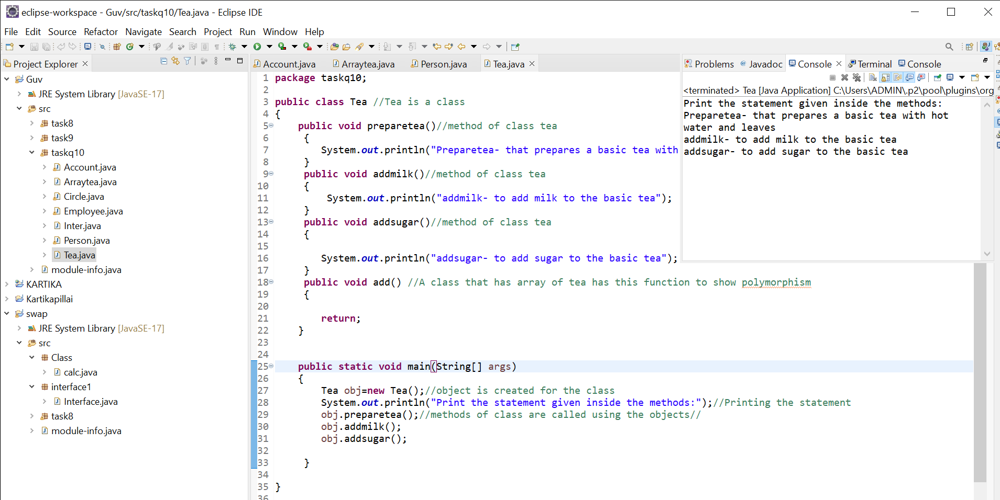 eclipse-workspace - Guv/src/taskq10/Tea.java - Eclipse IDE
File Edit Source Refactor Navigate Search Project Run Window Help
Project Explorer
Guv
JRE System Library [JavaSE-17]
src
task8
task9
taskq10
Account.java
Arraytea.java
Circle.java
Employee.java
Inter.java
Person.java
Tea.java
module-info.java
KARTIKA
Kartikapillai
swap
JRE System Library [JavaSE-17]
src
Class
calc.java
interface1
Interface.java
task8
module-info.java
Account.java Arraytea.java Person.java Tea.java
1 package taskq10;
2
3 public class Tea //Tea is a class
4 {
5 public void preparetea()//method of class tea
6 {
7 System.out.println("Preparetea- that prepares a basic tea with
8 }
9 public void addmilk()//method of class tea
10 {
11 System.out.println("addmilk- to add milk to the basic tea");
12 }
13 public void addsugar()//method of class tea
14 {
15
16 System.out.println("addsugar- to add sugar to the basic tea");
17 }
18 public void add() //A class that has array of tea has this function to show polymorphism
19 {
20
21 return;
22 }
23
24
25 public static void main(String[] args)
26 {
27 Tea obj=new Tea();//object is created for the class
28 System.out.println("Print the statement given inside the methods:");//Printing the statement
29 obj.preparetea();//methods of class are called using the objects//
30 obj.addmilk();
31 obj.addsugar();
32
33 }
34
35 }
36
Problems Javadoc Console Terminal Console
<terminated> Tea [Java Application] C:\Users\ADMIN\.p2\pool\plugins\org
Print the statement given inside the methods:
Preparetea- that prepares a basic tea with hot
water and leaves
addmilk- to add milk to the basic tea
addsugar- to add sugar to the basic tea